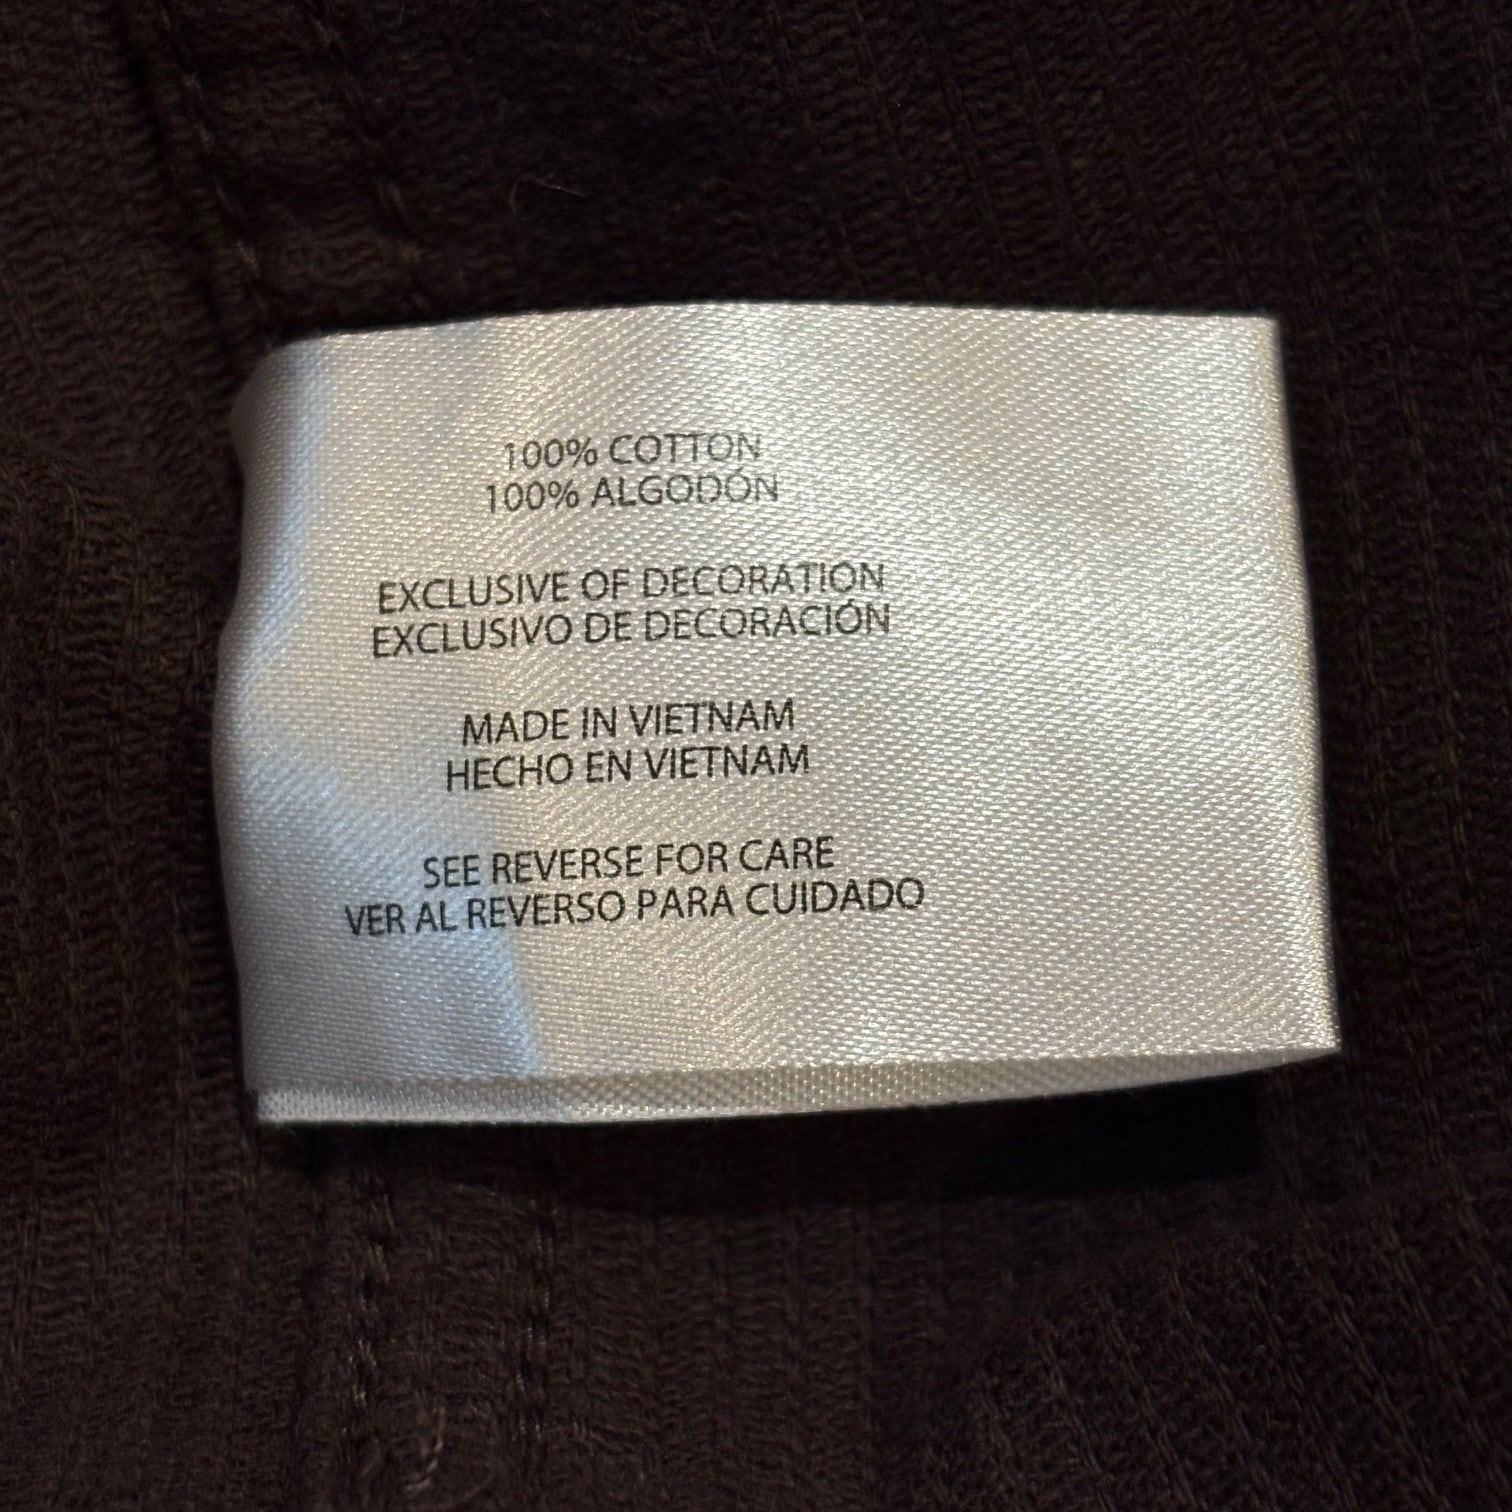 100% COTTON
100% ALGODÓN
EXCLUSIVE OF DECORATION
EXCLUSIVO DE DECORACIÓN
MADE IN VIETNAM
HECHO EN VIETNAM
SEE REVERSE FOR CARE
VER AL REVERSO PARA CUIDADO